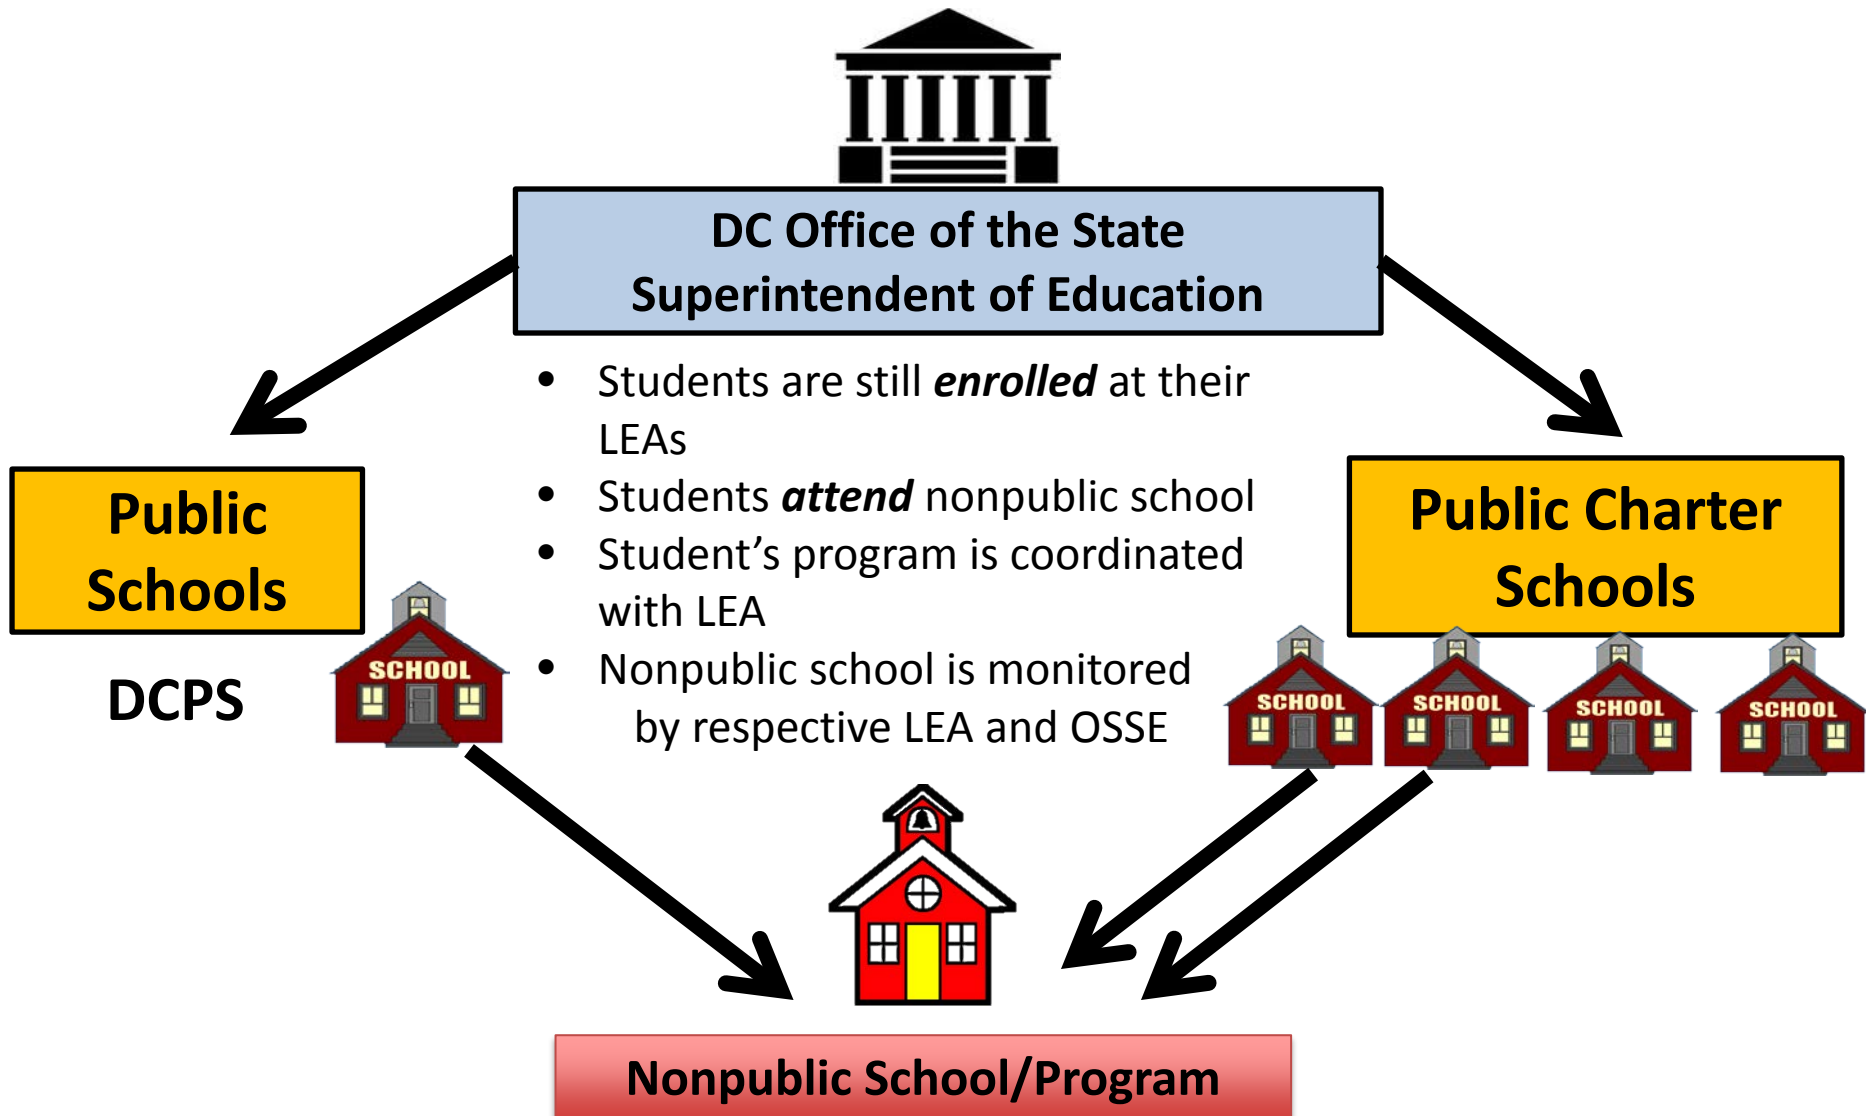 DC Office of the State
Superintendent of Education
• Students are still enrolled at their
LEAs
• Students attend nonpublic school
• Student’s program is coordinated
with LEA
• Nonpublic school is monitored
by respective LEA and OSSE
Public
Schools
DCPS
SCHOOL
Public Charter
Schools
SCHOOL
SCHOOL
SCHOOL
SCHOOL
Nonpublic School/Program